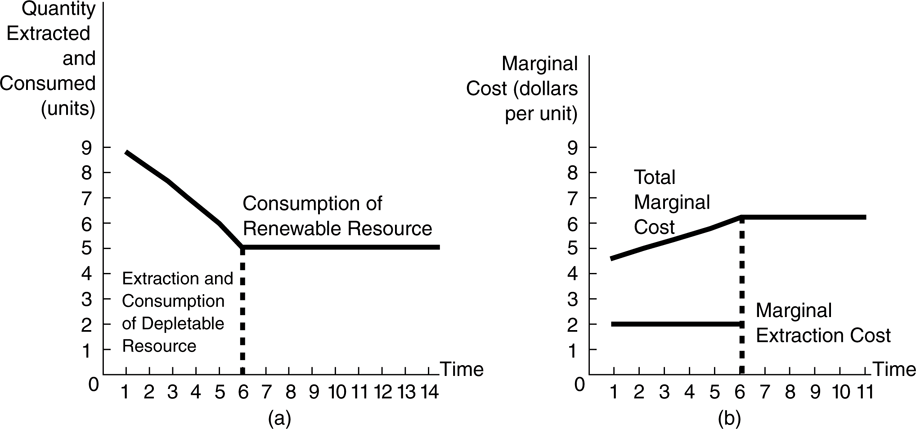 Quantity
Extracted
and
Consumed
(units)
9
8
7
6
5
4
3
2
1
0
Consumption of
Renewable Resource
Extraction and
Consumption
of Depletable
Resource
Time
1 2 3 4 5 6 7 8 9 10 11 12 13 14
(a)
Marginal
Cost (dollars
per unit)
9
8
7
6
5
4
3
2
1
0
Total
Marginal
Cost
Marginal
Extraction Cost
Time
1 2 3 4 5 6 7 8 9 10 11
(b)